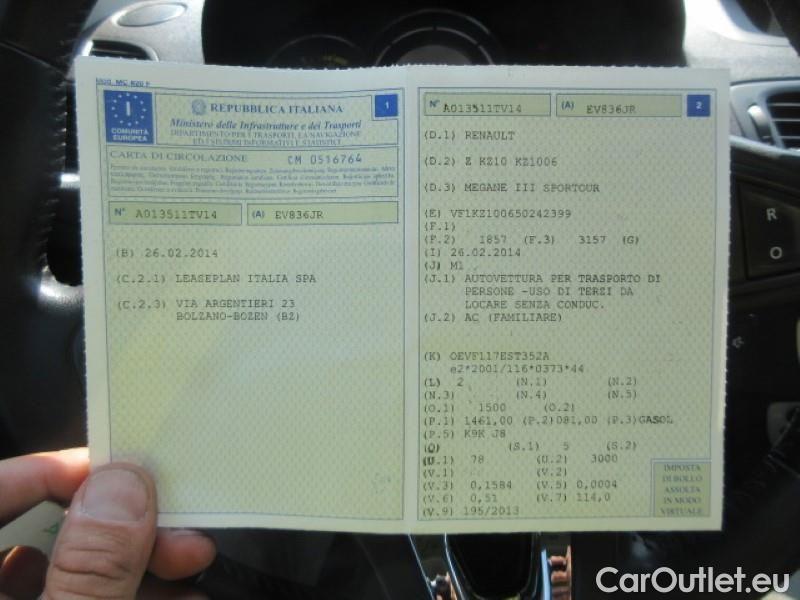 Mod. MC 820 F
I
COMUNITÀ
EUROPEA
REPUBBLICA ITALIANA
1
Ministero delle Infrastrutture e dei Trasporti
DIPARTIMENTO PER I TRASPORTI, LA NAVIGAZIONE
ED I SISTEMI INFORMATIVI E STATISTICI
CARTA DI CIRCOLAZIONE CM 0516764
N° A013511TV14 (A) EV836JR
(B) 26.02.2014
(C.2.1) LEASEPLAN ITALIA SPA
(C.2.3) VIA ARGENTIERI 23
BOLZANO-BOZEN (BZ)
N° A013511TV14 (A) EV836JR 2
(D.1) RENAULT
(D.2) Z KZ10 KZ1006
(D.3) MEGANE III SPORTOUR
(E) VF1KZ100650242399
(F.1)
(F.2) 1857 (F.3) 3157 (G)
(I) 26.02.2014
(J) M1
(J.1) AUTOVETTURA PER TRASPORTO DI
PERSONE -USO DI TERZI DA
LOCARE SENZA CONDUC.
(J.2) AC (FAMILIARE)
(K) OEVF117EST352A
e2*2001/116*0373*44
(L) 2 (N.1) (N.2)
(N.3) (N.4) (N.5)
(O.1) 1500 (O.2)
(P.1) 1461,00 (P.2)081,00 (P.3)GASOL
(P.5) K9K J8
(Q) (S.1) 5 (S.2)
(U.1) 78 (U.2) 3000
(V.1) (V.2)
(V.3) 0,1584 (V.5) 0,0004
(V.6) 0,51 (V.7) 114,0
(V.9) 195/2013
IMPOSTA
DI BOLLO
ASSOLTA
IN MODO
VIRTUALE
R
O
CarOutlet.eu